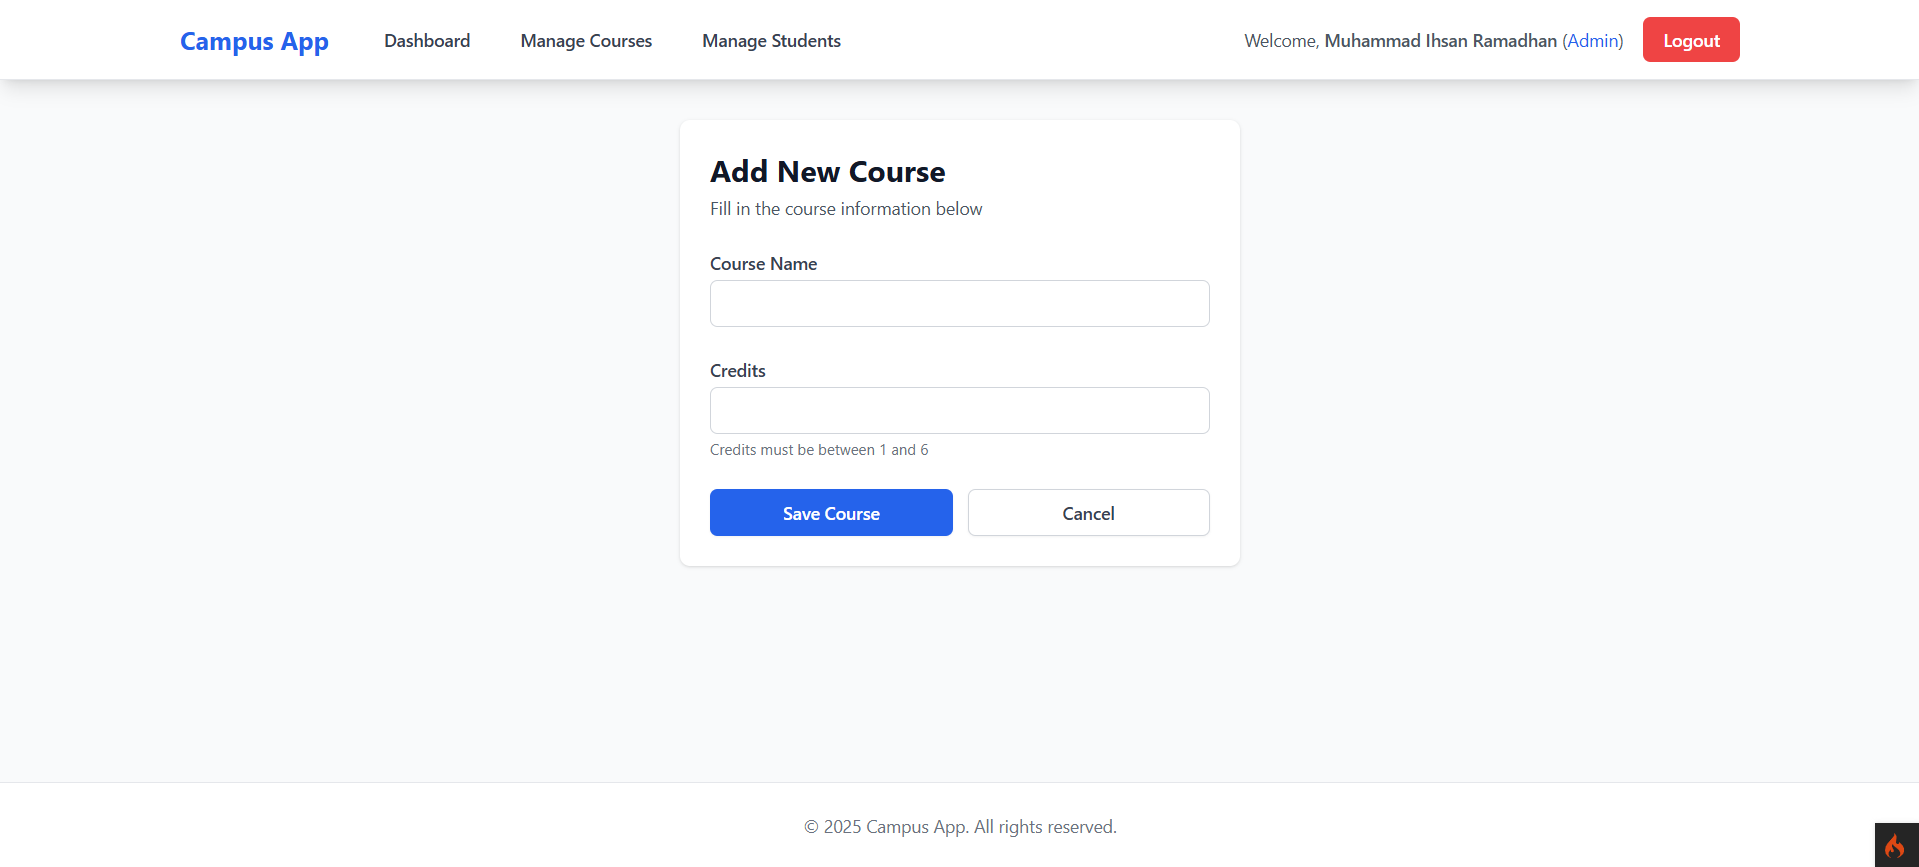 Campus App Dashboard Manage Courses Manage Students Welcome, Muhammad Ihsan Ramadhan (Admin) Logout
Add New Course
Fill in the course information below
Course Name
Credits
Credits must be between 1 and 6
Save Course Cancel
© 2025 Campus App. All rights reserved.